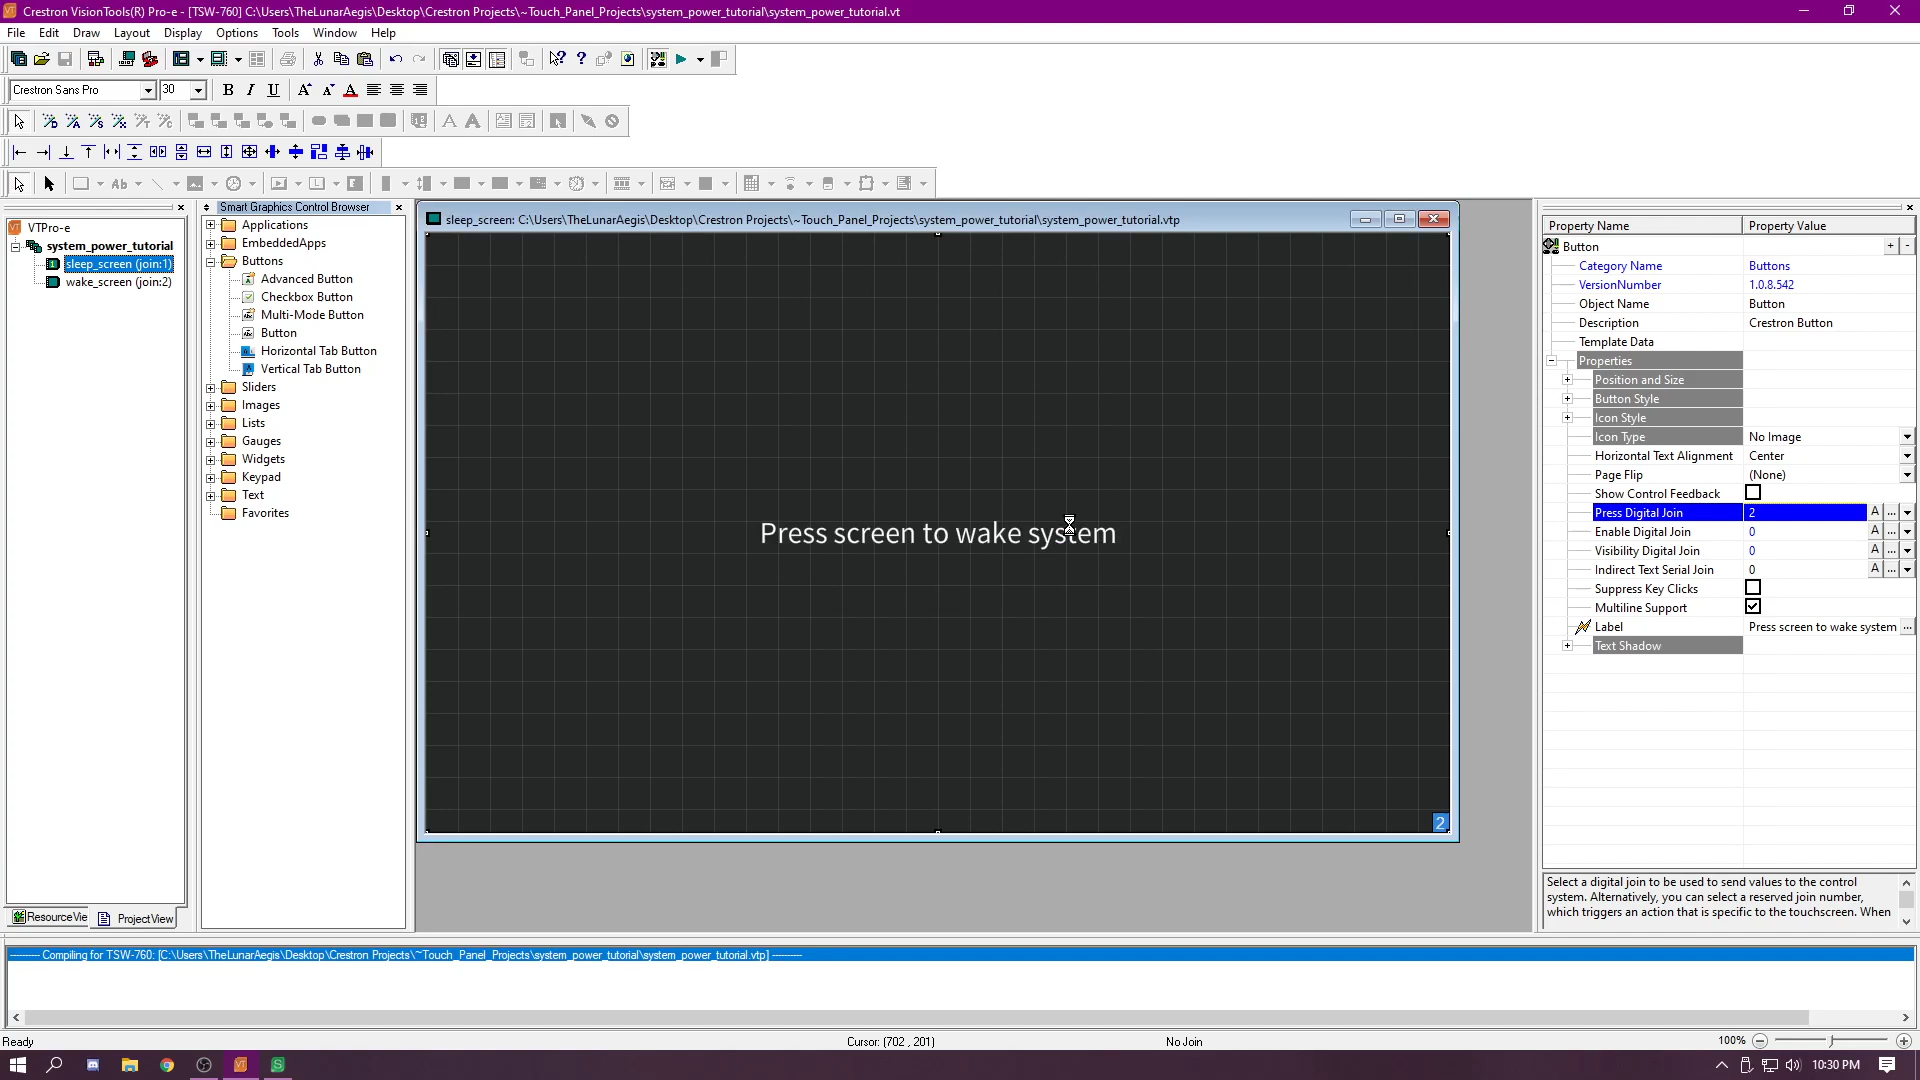 Crestron VisionTools(R) Pro-e - [TSW-760] C:\Users\TheLunarAegis\Desktop\Crestron Projects\~Touch_Panel_Projects\system_power_tutorial\system_power_tutorial.vt
File Edit Draw Layout Display Options Tools Window Help
Crestron Sans Pro 30
Smart Graphics Control Browser
VTPro-e
system_power_tutorial
sleep_screen (join:1)
wake_screen (join:2)
ResourceVie ProjectView
Applications
EmbeddedApps
Buttons
Advanced Button
Checkbox Button
Multi-Mode Button
Button
Horizontal Tab Button
Vertical Tab Button
Sliders
Images
Lists
Gauges
Widgets
Keypad
Text
Favorites
sleep_screen: C:\Users\TheLunarAegis\Desktop\Crestron Projects\~Touch_Panel_Projects\system_power_tutorial\system_power_tutorial.vtp
Press screen to wake system
2
Property Name Property Value
Button
Category Name Buttons
VersionNumber 1.0.8.542
Object Name Button
Description Crestron Button
Template Data
Properties
Position and Size
Button Style
Icon Style
Icon Type No Image
Horizontal Text Alignment Center
Page Flip (None)
Show Control Feedback
Press Digital Join 2 A ...
Enable Digital Join 0 A ...
Visibility Digital Join 0 A ...
Indirect Text Serial Join 0 A ...
Suppress Key Clicks
Multiline Support
Label Press screen to wake system ...
Text Shadow
Select a digital join to be used to send values to the control
system. Alternatively, you can select a reserved join number,
which triggers an action that is specific to the touchscreen. When
---------- Compiling for TSW-760: [C:\Users\TheLunarAegis\Desktop\Crestron Projects\~Touch_Panel_Projects\system_power_tutorial\system_power_tutorial.vtp] ----------
Ready Cursor: (702 , 201) No Join 100%
10:30 PM